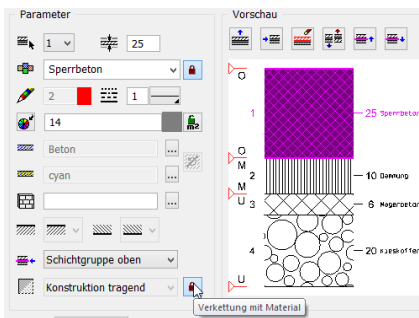 Parameter
1
25
Sperrbeton
2
1
14
m2
Beton
...
cyan
...
...
Schichtgruppe oben
Konstruktion tragend
Verkettung mit Material
Vorschau
O
1
25 Sperrbeton
O
M
2
10 Dämmung
M
U
3
6 Magerbeton
4
20 Kieskoffer
U